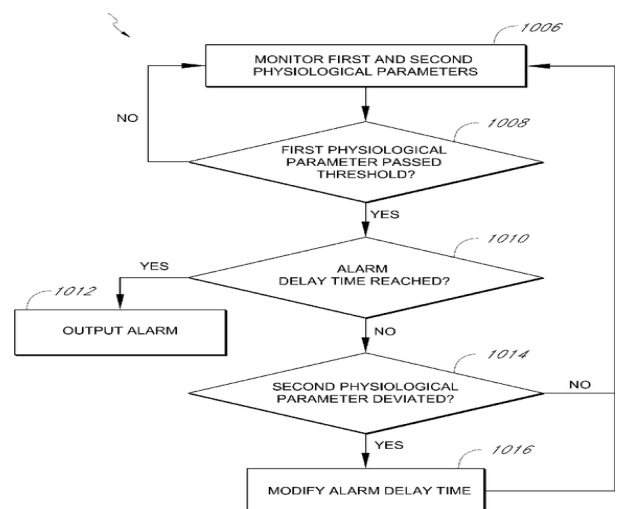 1006
MONITOR FIRST AND SECOND
PHYSIOLOGICAL PARAMETERS
NO
1008
FIRST PHYSIOLOGICAL
PARAMETER PASSED
THRESHOLD?
YES
1010
ALARM
DELAY TIME REACHED?
YES
1012
OUTPUT ALARM
NO
1014
SECOND PHYSIOLOGICAL
PARAMETER DEVIATED?
NO
YES
1016
MODIFY ALARM DELAY TIME